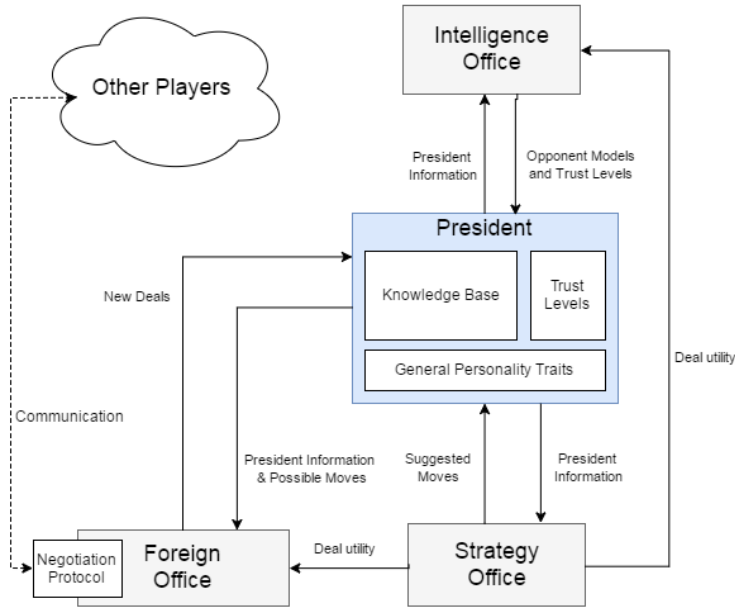 Intelligence
Office
Other Players
President
Information
Opponent Models
and Trust Levels
President
Knowledge Base
Trust
Levels
General Personality Traits
New Deals
Deal utility
Communication
President Information
& Possible Moves
Suggested
Moves
President
Information
Negotiation
Protocol
Foreign
Office
Deal utility
Strategy
Office